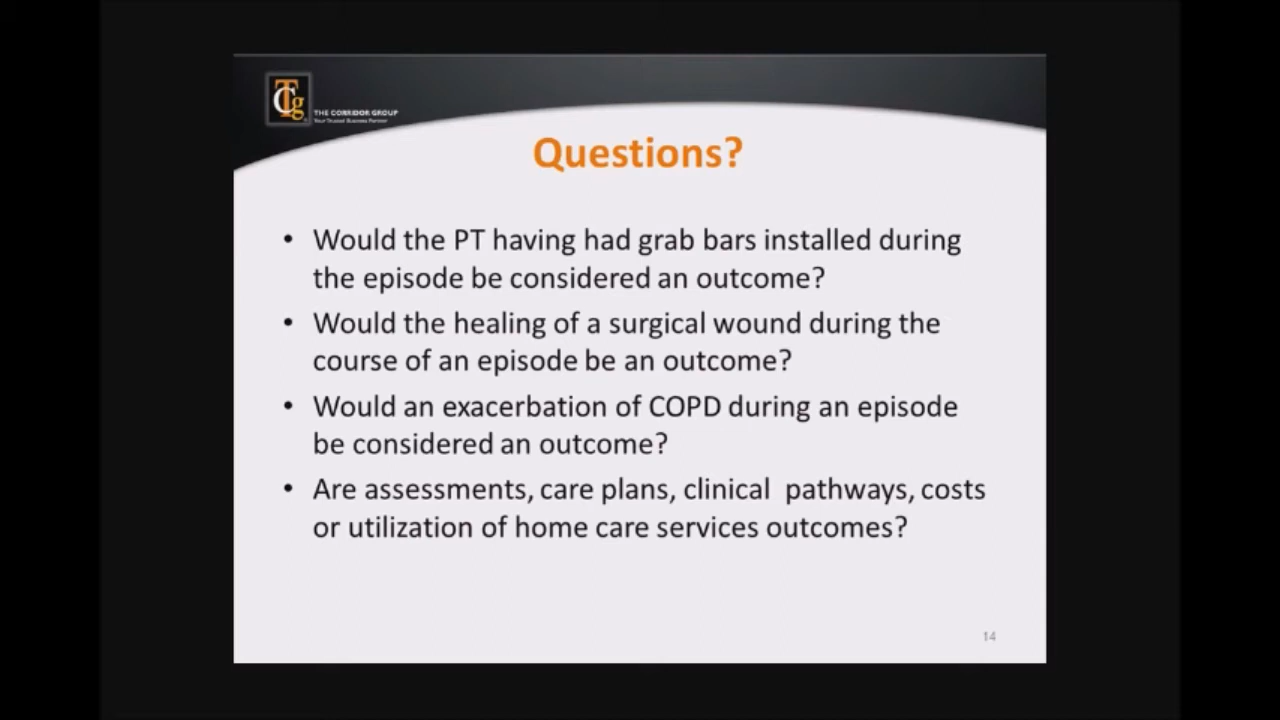 TCg
THE CORRIDOR GROUP
Your Trusted Business Partner
Questions?
• Would the PT having had grab bars installed during
the episode be considered an outcome?
• Would the healing of a surgical wound during the
course of an episode be an outcome?
• Would an exacerbation of COPD during an episode
be considered an outcome?
• Are assessments, care plans, clinical pathways, costs
or utilization of home care services outcomes?
14